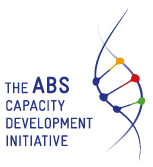 THE ABS
CAPACITY
DEVELOPMENT
INITIATIVE